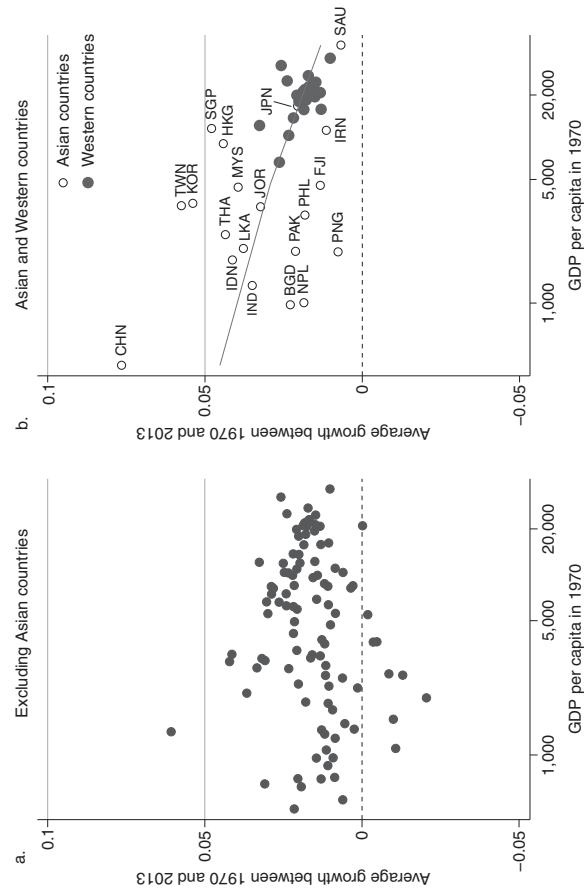 a.
Excluding Asian countries
0.1
0.05
0
−0.05
Average growth between 1970 and 2013
1,000
5,000
20,000
GDP per capita in 1970
b.
Asian and Western countries
0.1
0.05
0
−0.05
Average growth between 1970 and 2013
Asian countries
Western countries
CHN
TWN
KOR
SGP
HKG
THA
MYS
IDN
LKA
IND
JOR
JPN
BGD
NPL
PAK
PHL
FJI
PNG
IRN
SAU
1,000
5,000
20,000
GDP per capita in 1970